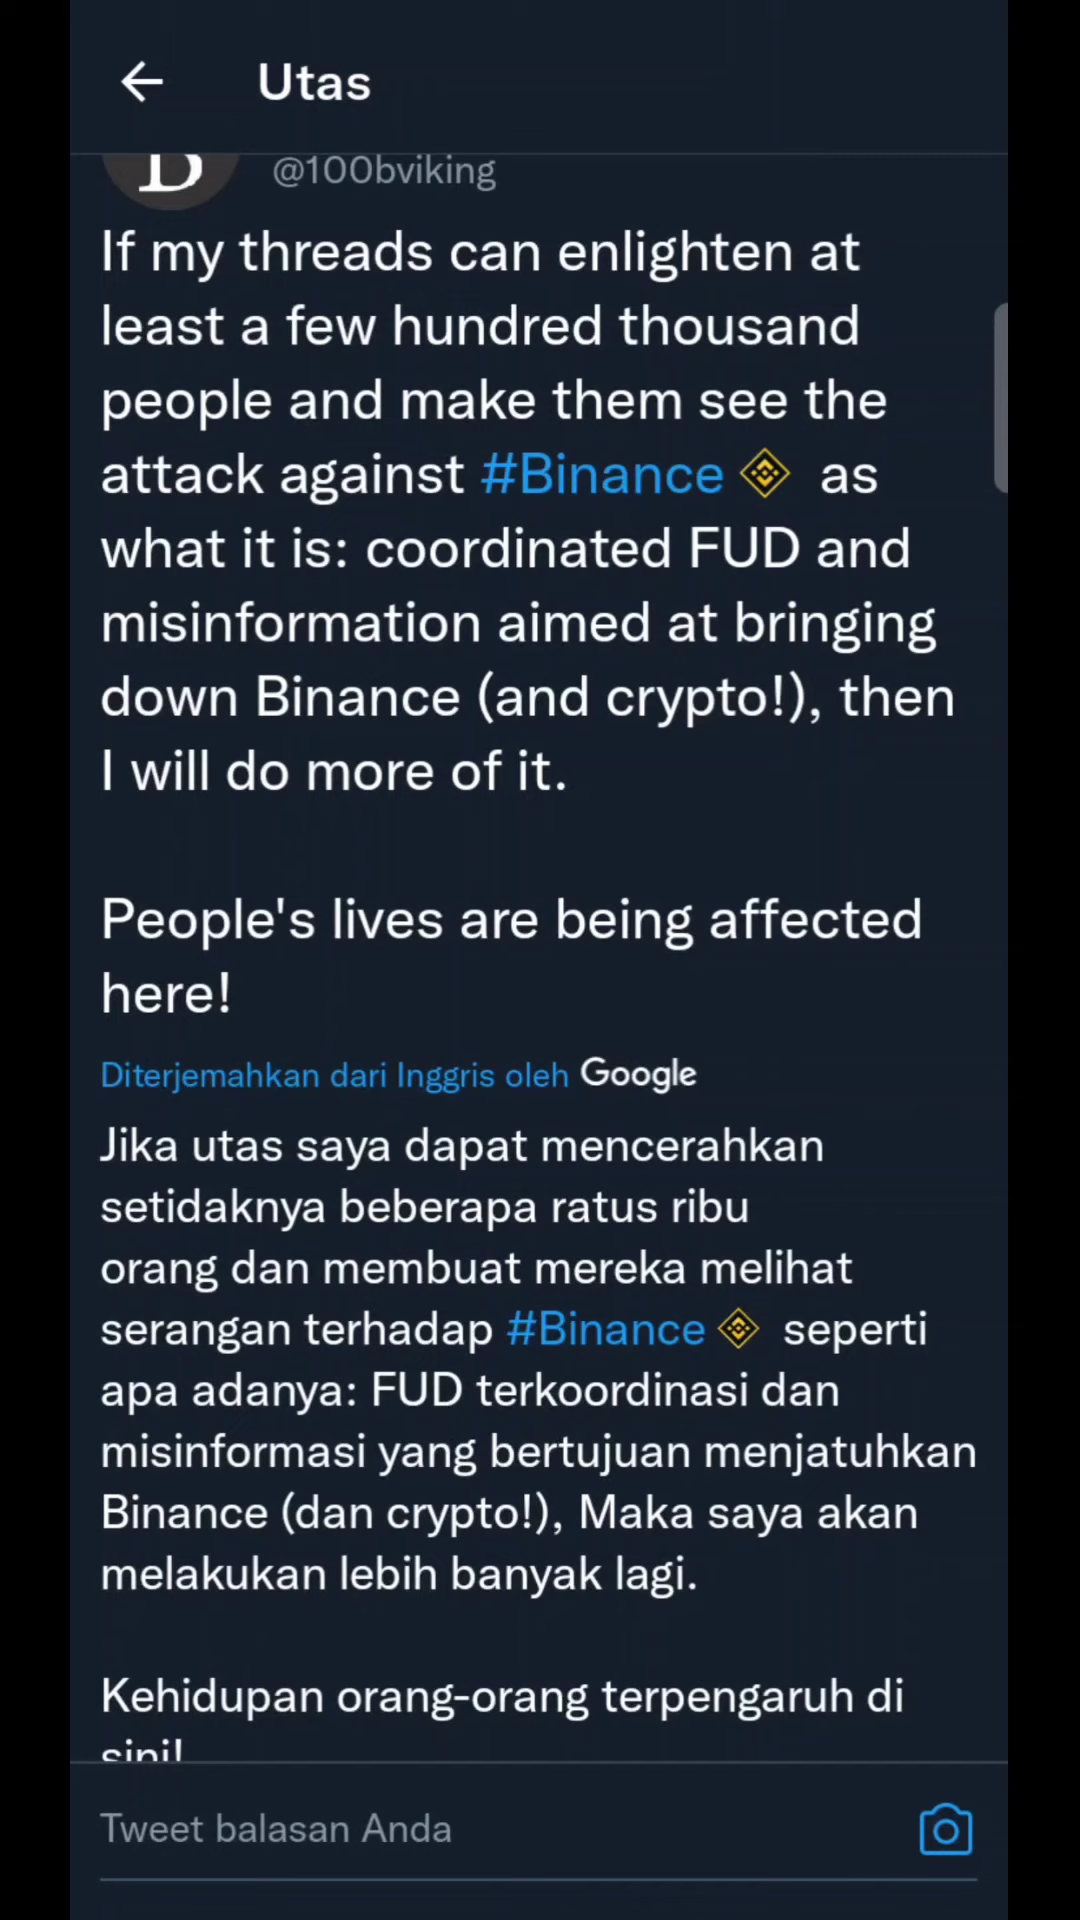 Utas
@100bviking
If my threads can enlighten at
least a few hundred thousand
people and make them see the
attack against #Binance as
what it is: coordinated FUD and
misinformation aimed at bringing
down Binance (and crypto!), then
I will do more of it.
People's lives are being affected
here!
Diterjemahkan dari Inggris oleh Google
Jika utas saya dapat mencerahkan
setidaknya beberapa ratus ribu
orang dan membuat mereka melihat
serangan terhadap #Binance seperti
apa adanya: FUD terkoordinasi dan
misinformasi yang bertujuan menjatuhkan
Binance (dan crypto!), Maka saya akan
melakukan lebih banyak lagi.
Kehidupan orang-orang terpengaruh di
sini!
Tweet balasan Anda